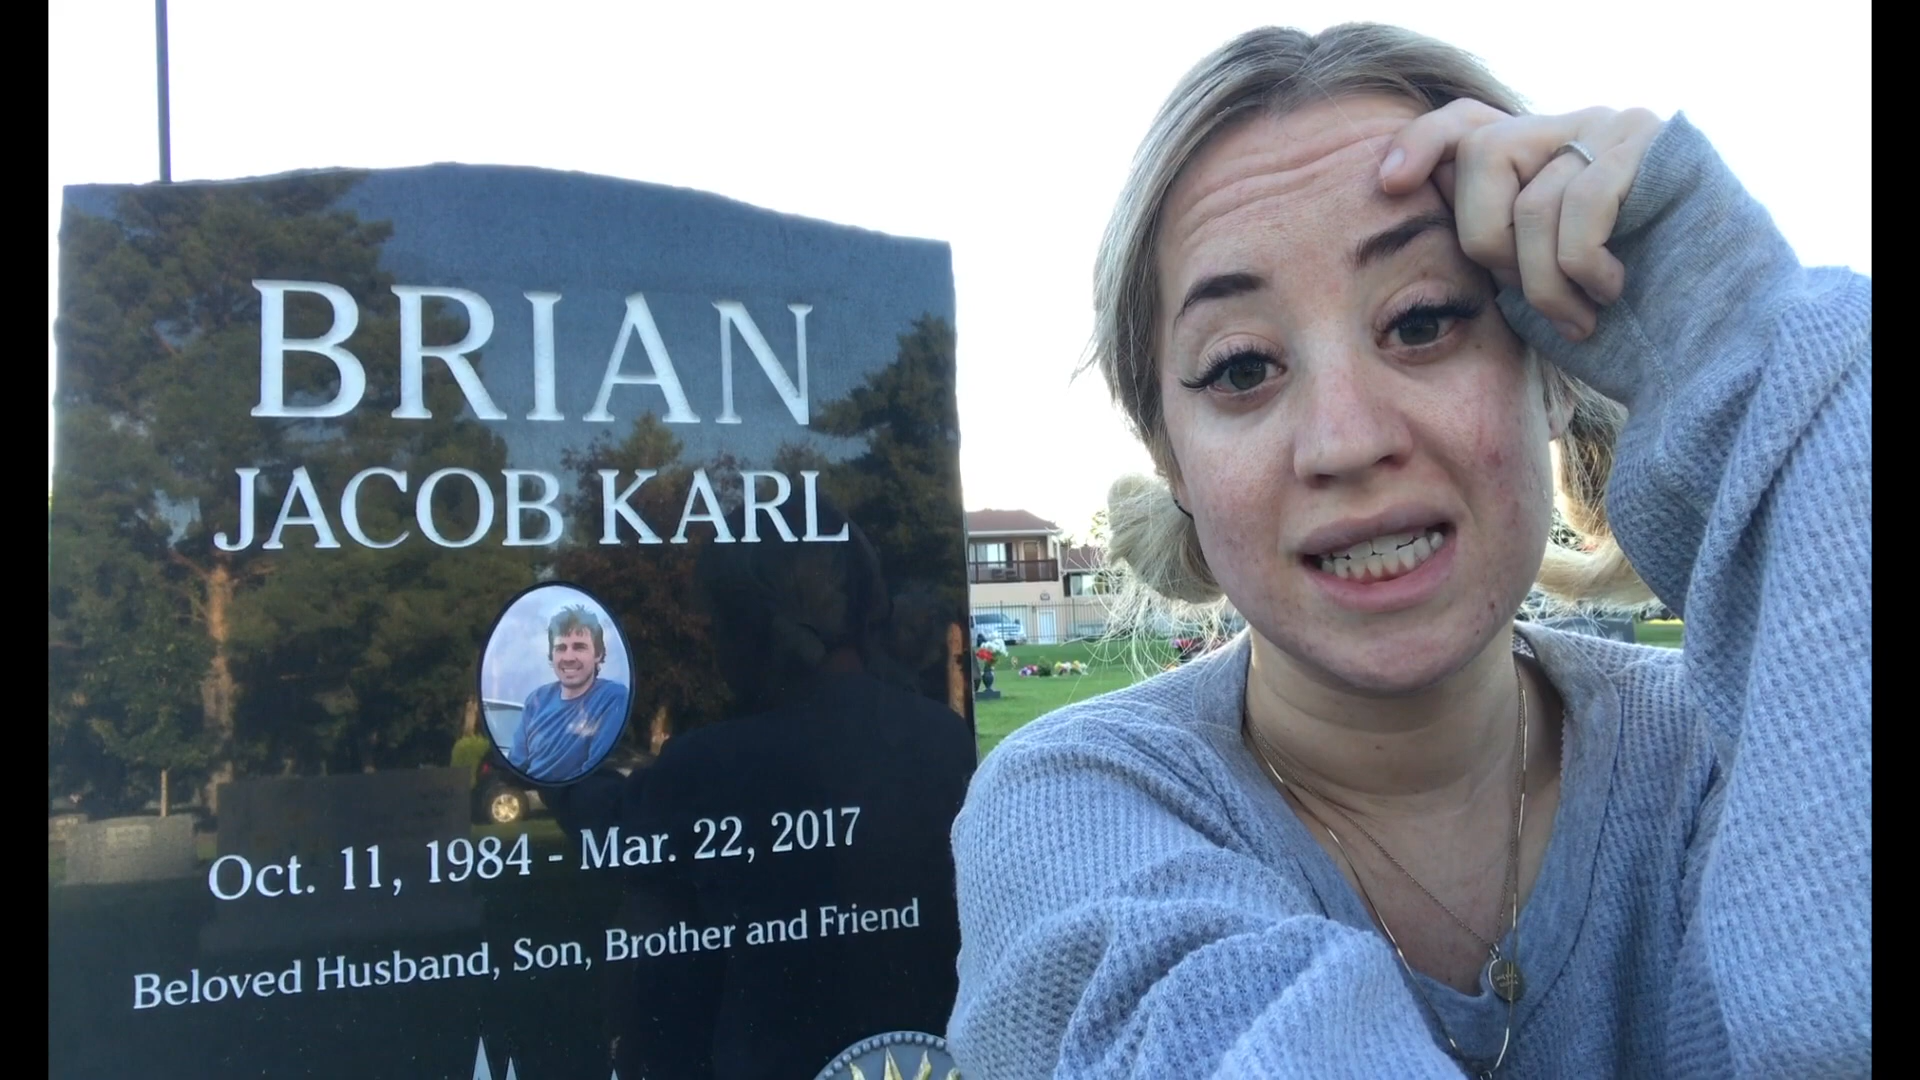 BRIAN
JACOB KARL
Oct. 11, 1984 - Mar. 22, 2017
Beloved Husband, Son, Brother and Friend